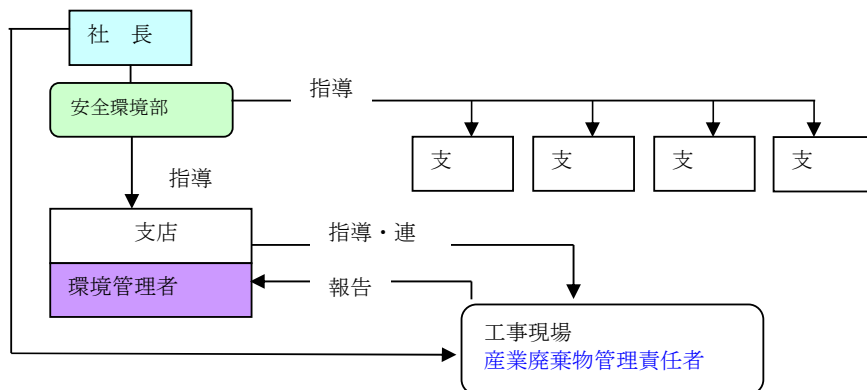 社　長
安全環境部
指導
支
支
支
支
指導
支店
指導・連
環境管理者
報告
工事現場
産業廃棄物管理責任者